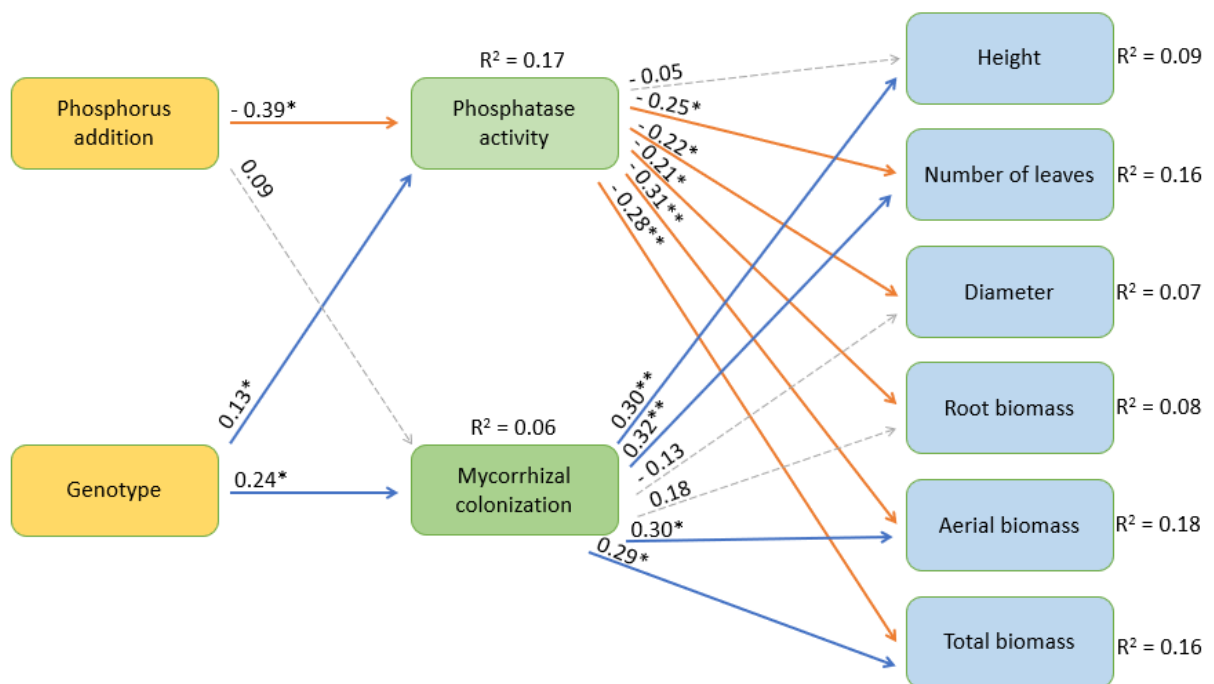 Phosphorus
addition
- 0.39*
0.09
R² = 0.17
Phosphatase
activity
- 0.05
- 0.25*
- 0.22*
- 0.21*
- 0.31**
- 0.28**
Genotype
0.13*
0.24*
R² = 0.06
Mycorrhizal
colonization
0.30**
0.32**
- 0.13
0.18
0.30*
0.29*
Height
R² = 0.09
Number of leaves
R² = 0.16
Diameter
R² = 0.07
Root biomass
R² = 0.08
Aerial biomass
R² = 0.18
Total biomass
R² = 0.16